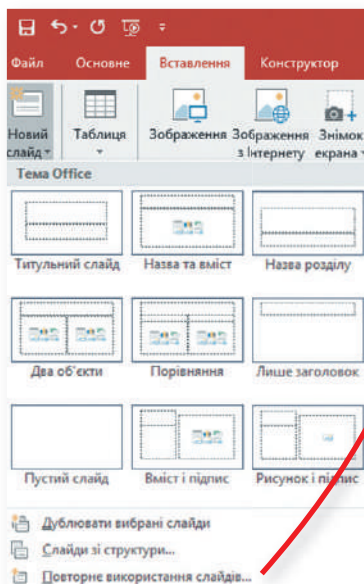 Файл Основне Вставлення Конструктор
Новий слайд Таблиця Зображення Зображення з Інтернету Знімок екрана
Тема Office
Титульний слайд Назва та вміст Назва розділу
Два об'єкти Порівняння Лише заголовок
Пустий слайд Вміст і підпис Рисунок і підпис
Дублювати вибрані слайди
Слайди зі структури...
Повторне використання слайдів...